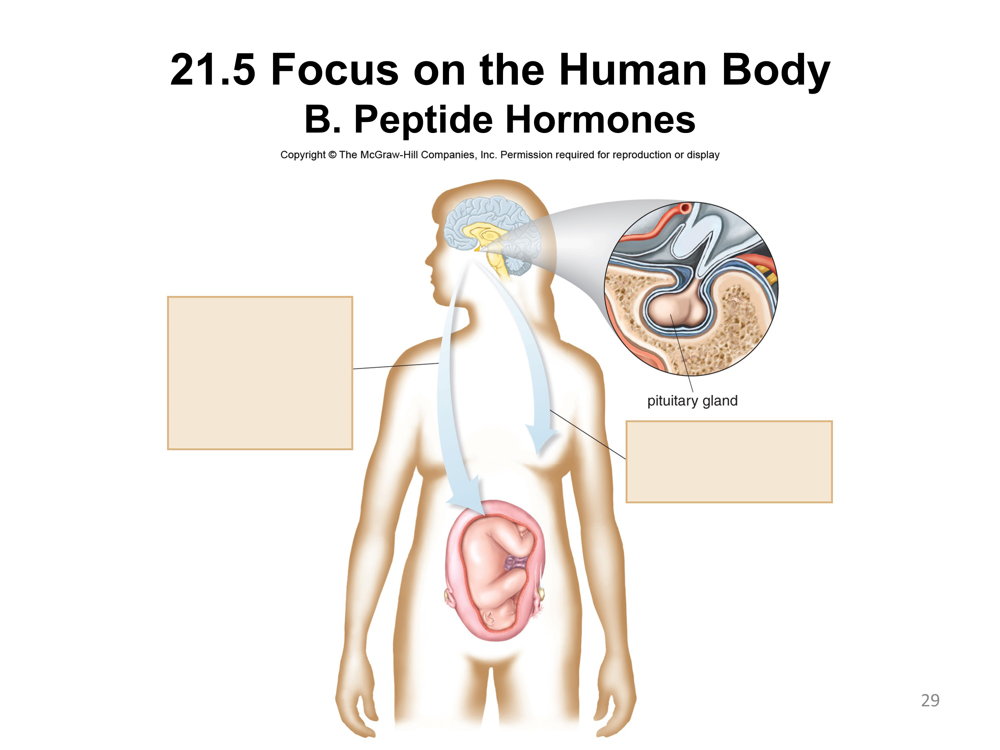 21.5 Focus on the Human Body
B. Peptide Hormones
Copyright © The McGraw-Hill Companies, Inc. Permission required for reproduction or display
pituitary gland
29